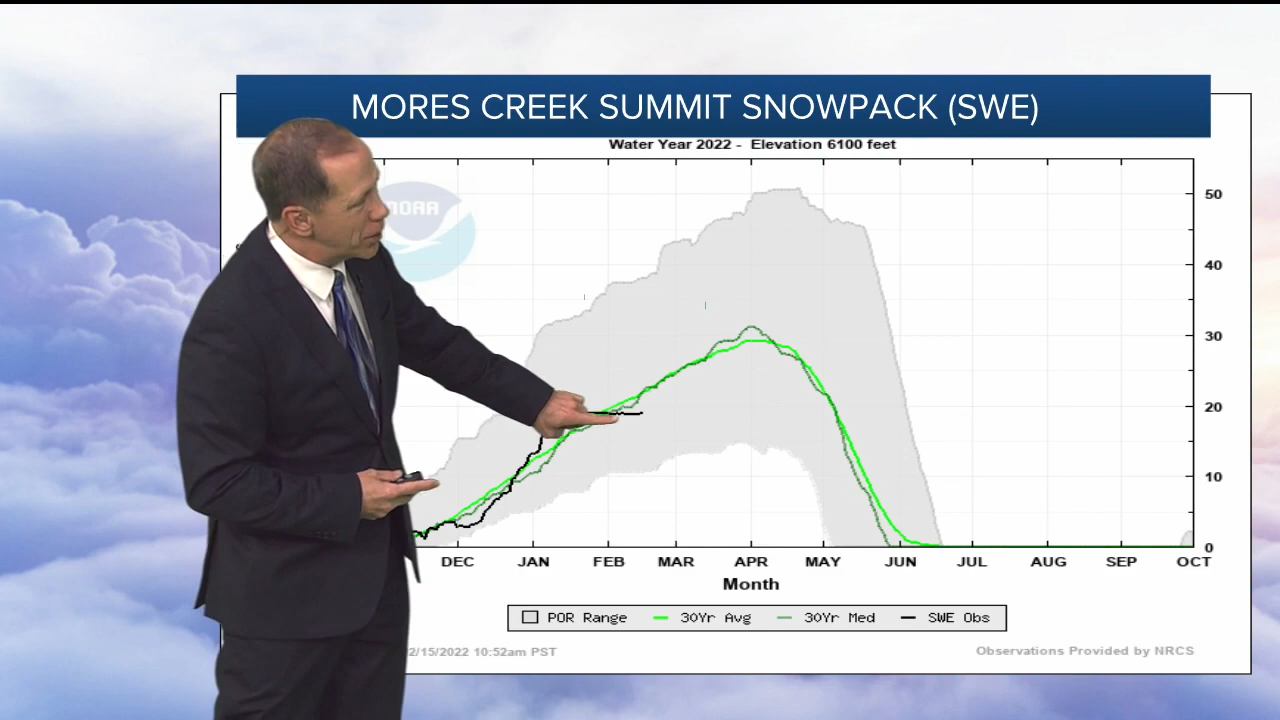 MORES CREEK SUMMIT SNOWPACK (SWE)
Water Year 2022 - Elevation 6100 feet
NOAA
50
40
30
20
10
0
DEC JAN FEB MAR APR MAY JUN JUL AUG SEP OCT
Month
POR Range 30Yr Avg 30Yr Med SWE Obs
2/15/2022 10:52am PST
Observations Provided by NRCS